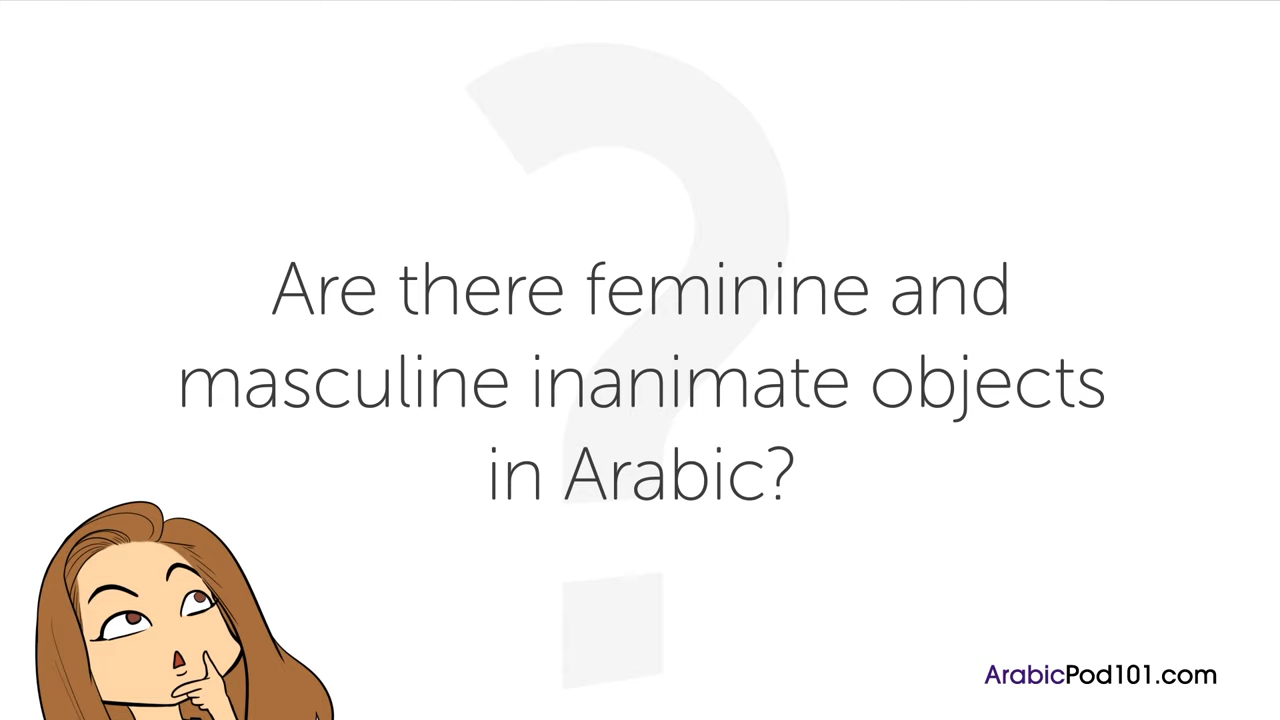 Are there feminine and
masculine inanimate objects
in Arabic?
ArabicPod101.com